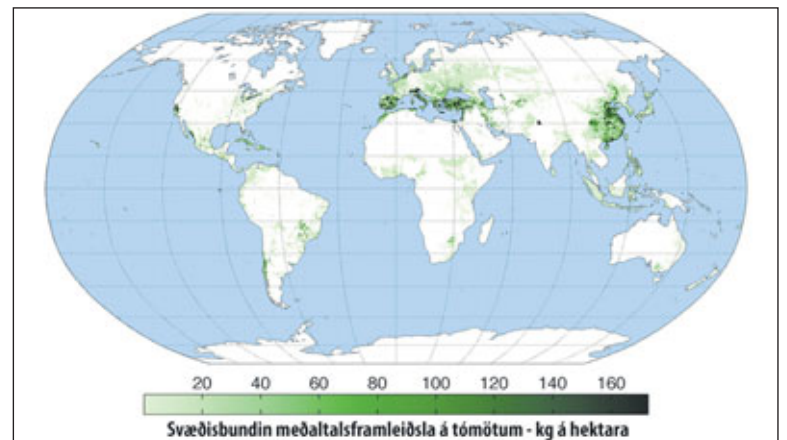 20 40 60 80 100 120 140 160
Svæðisbundin meðaltalsframleiðsla á tómötum - kg á hektara